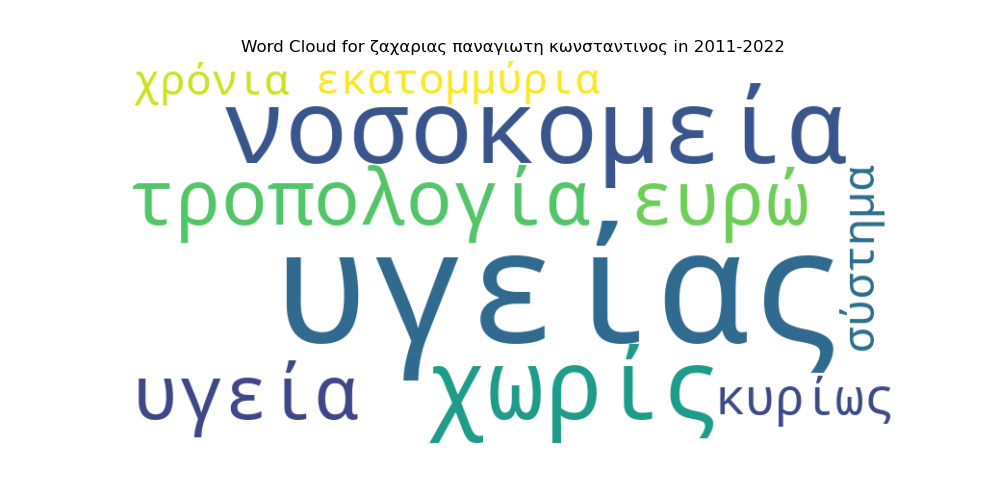 Word Cloud for ζαχαριας παναγιωτη κωνσταντινος in 2011-2022
χρόνια εκατομμύρια
νοσοκομεία
τροπολογία ευρώ
σύστημα
υγείας
υγεία χωρίς κυρίως